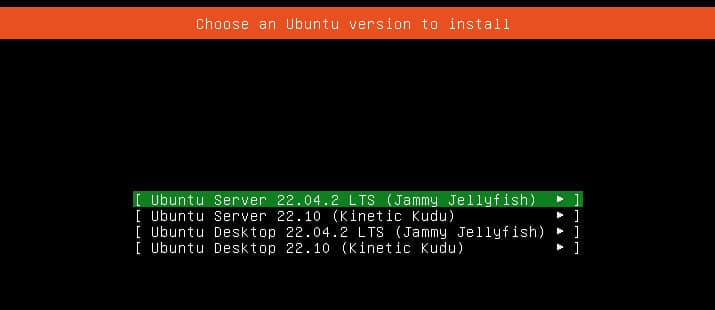 Choose an Ubuntu version to install
[ Ubuntu Server 22.04.2 LTS (Jammy Jellyfish) ► ]
[ Ubuntu Server 22.10 (Kinetic Kudu) ► ]
[ Ubuntu Desktop 22.04.2 LTS (Jammy Jellyfish) ► ]
[ Ubuntu Desktop 22.10 (Kinetic Kudu) ► ]